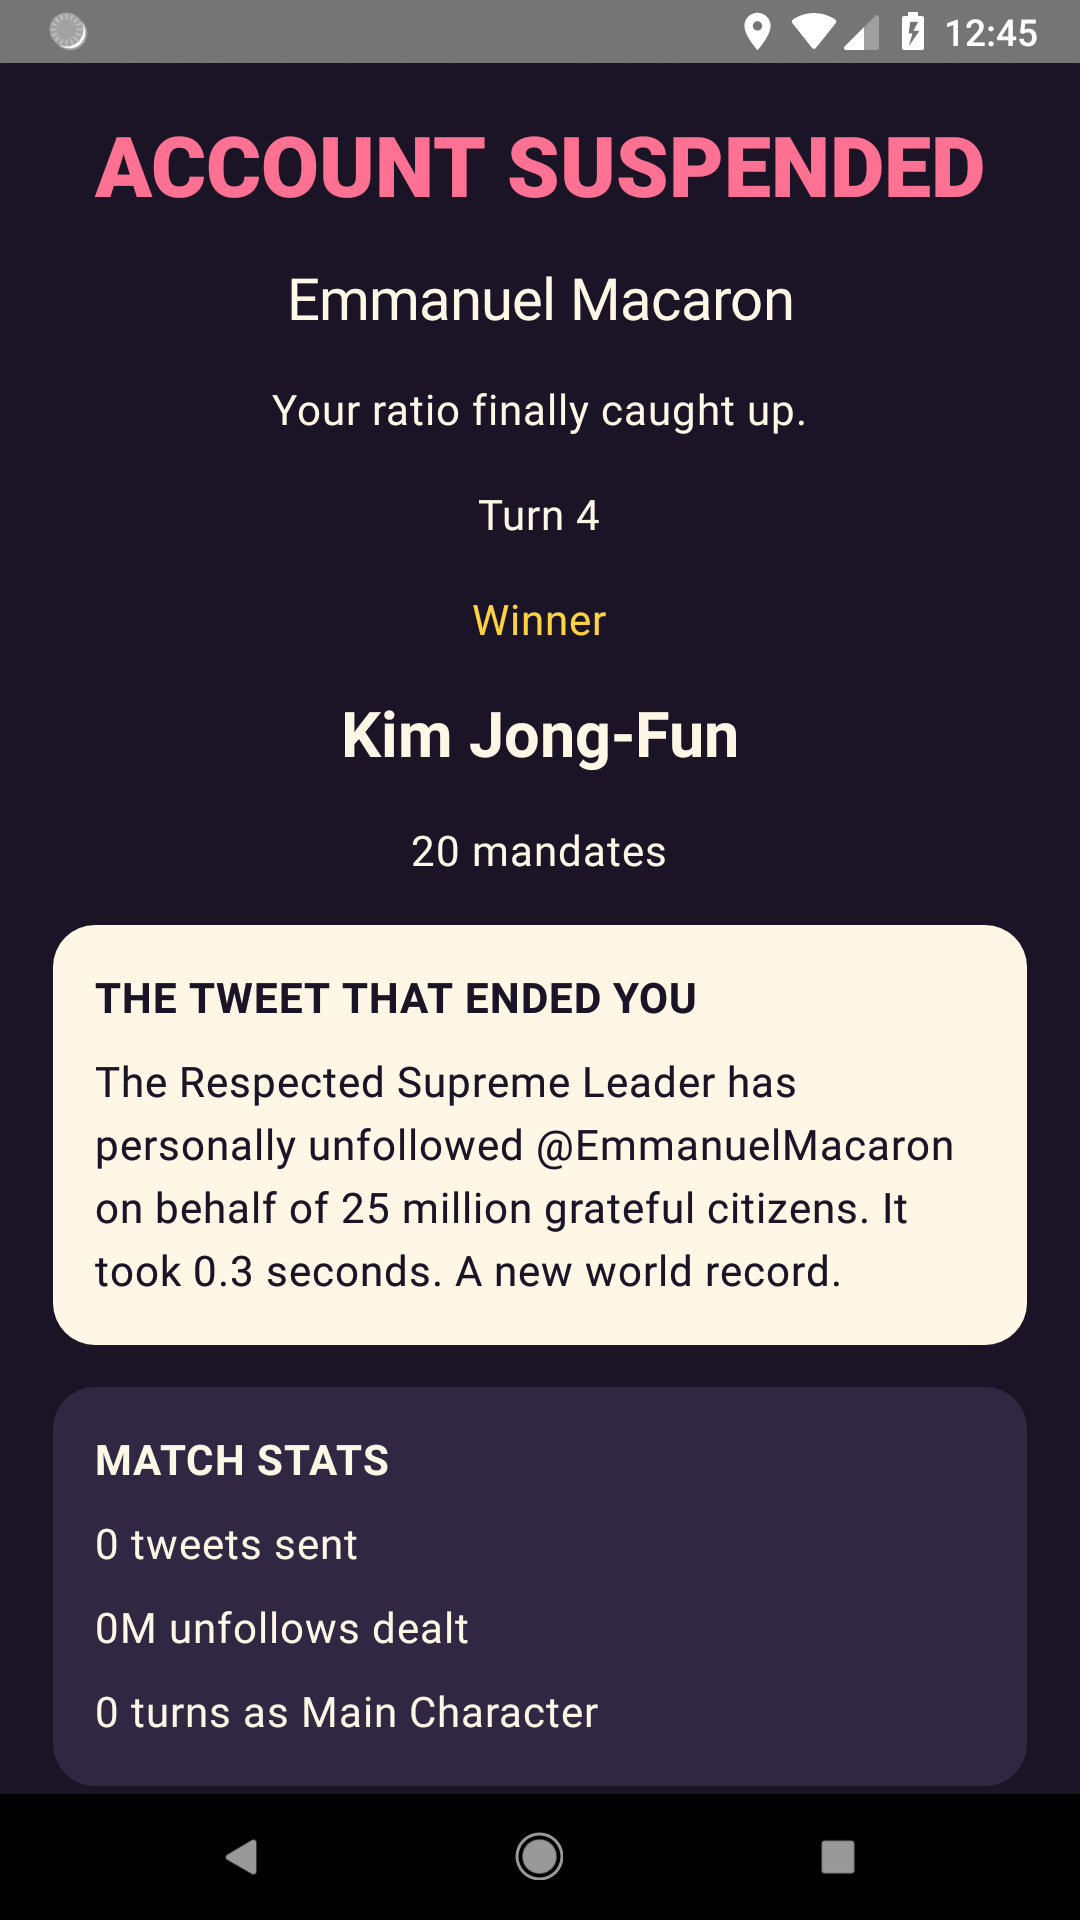 12:45
ACCOUNT SUSPENDED
Emmanuel Macaron
Your ratio finally caught up.
Turn 4
Winner
Kim Jong-Fun
20 mandates
THE TWEET THAT ENDED YOU
The Respected Supreme Leader has
personally unfollowed @EmmanuelMacaron
on behalf of 25 million grateful citizens. It
took 0.3 seconds. A new world record.
MATCH STATS
0 tweets sent
0M unfollows dealt
0 turns as Main Character